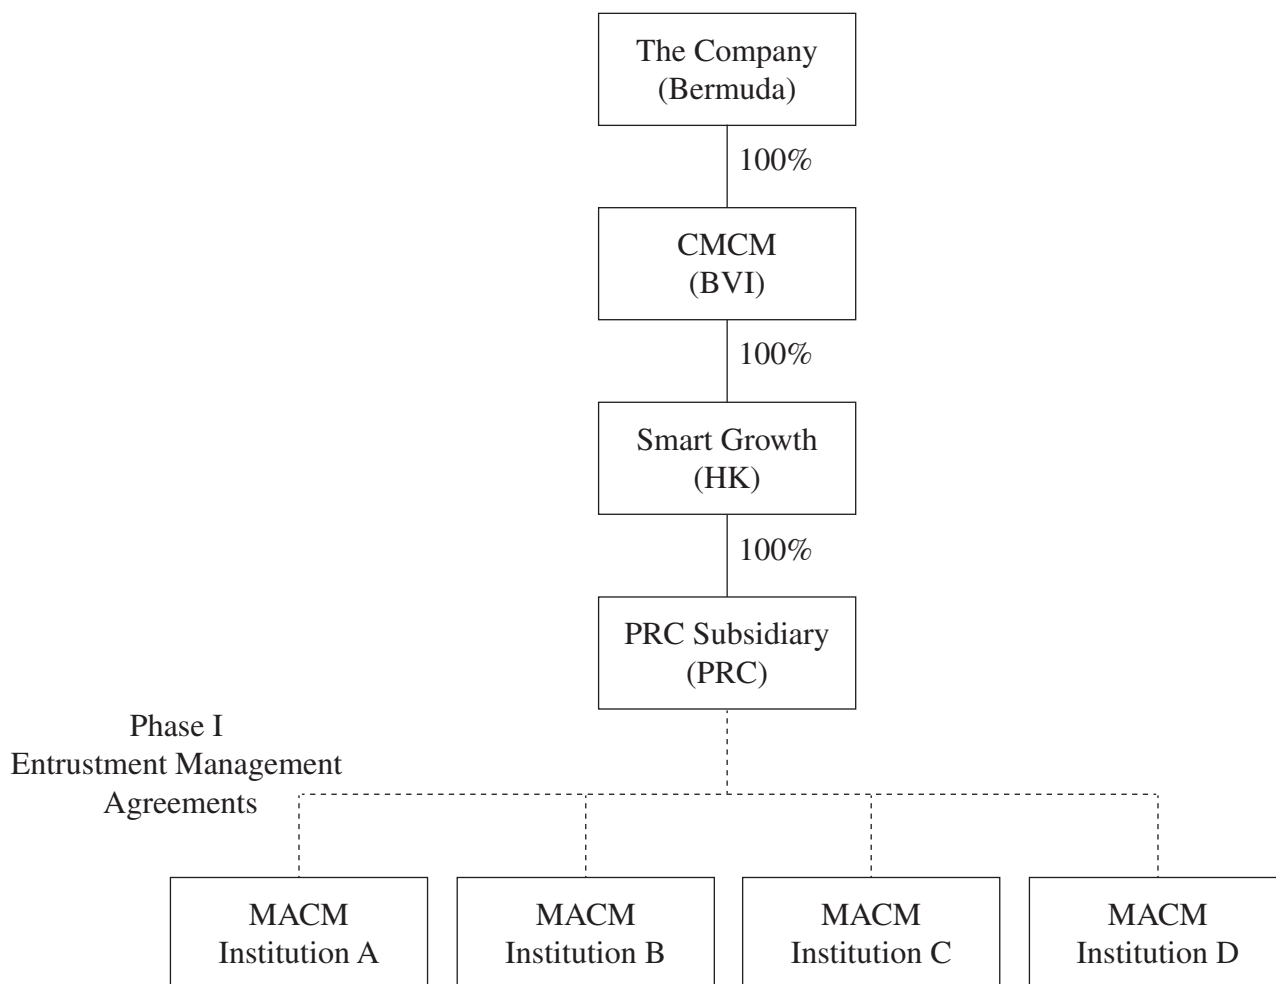 The Company
(Bermuda)
100%
CMCM
(BVI)
100%
Smart Growth
(HK)
100%
PRC Subsidiary
(PRC)
Phase I
Entrustment Management
Agreements
MACM
Institution A
MACM
Institution B
MACM
Institution C
MACM
Institution D